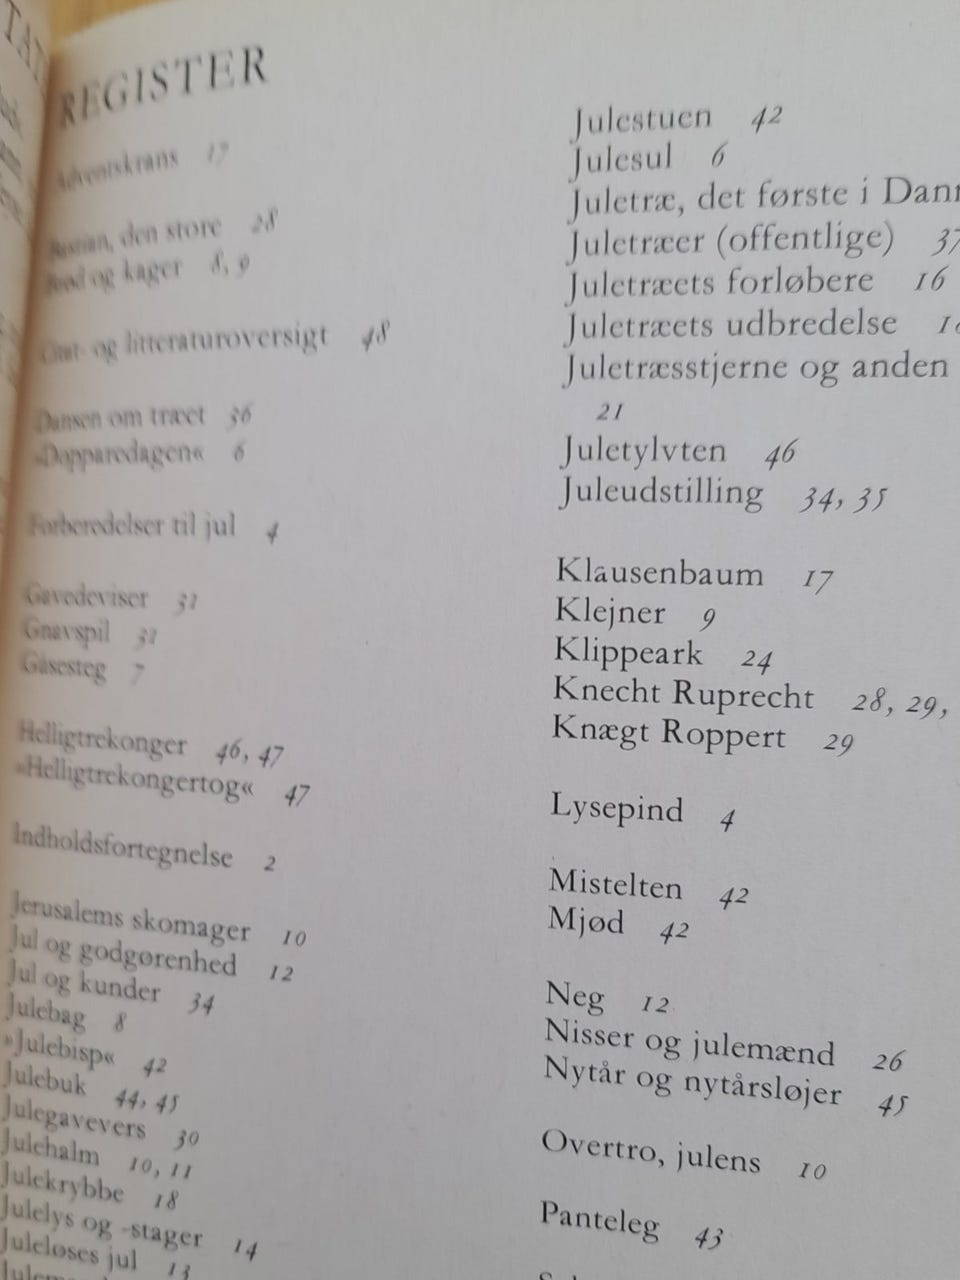 REGISTER
Adventskrans 17
Bastian, den store 28
Brød og kager 8, 9
Citat- og litteraturoversigt 48
Dansen om træet 36
»Dopparedagen« 6
Forberedelser til jul 4
Gavedeviser 31
Gnavspil 31
Gåsesteg 7
Helligtrekonger 46, 47
»Helligtrekongertog« 47
Indholdsfortegnelse 2
Jerusalems skomager 10
Jul og godgørenhed 12
Jul og kunder 34
Julebag 8
»Julebisp« 42
Julebuk 44, 45
Julegavevers 30
Julehalm 10, 11
Julekrybbe 18
Julelys og -stager 14
Juleløses jul 13
Julestuen 42
Julesul 6
Juletræ, det første i
Juletræer (offentlige) 37
Juletræets forløbere 16
Juletræets udbredelse
Juletræsstjerne og anden
21
Juletylvten 46
Juleudstilling 34, 35
Klausenbaum 17
Klejner 9
Klippeark 24
Knecht Ruprecht 28, 29,
Knægt Roppert 29
Lysepind 4
Mistelten 42
Mjød 42
Neg 12
Nisser og julemænd 26
Nytår og nytårsløjer 45
Overtro, julens 10
Panteleg 43